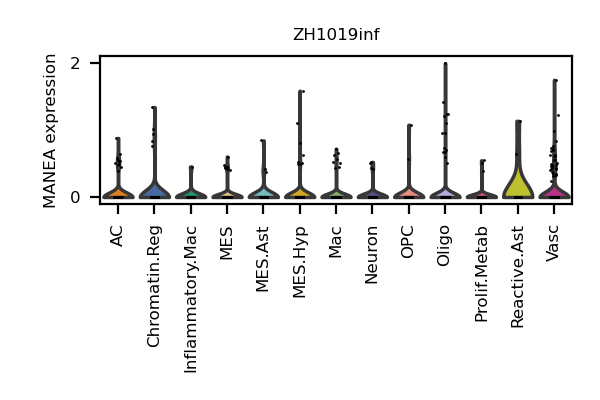 ZH1019inf
MANEA expression
2
0
AC
Chromatin.Reg
Inflammatory.Mac
MES
MES.Ast
MES.Hyp
Mac
Neuron
OPC
Oligo
Prolif.Metab
Reactive.Ast
Vasc